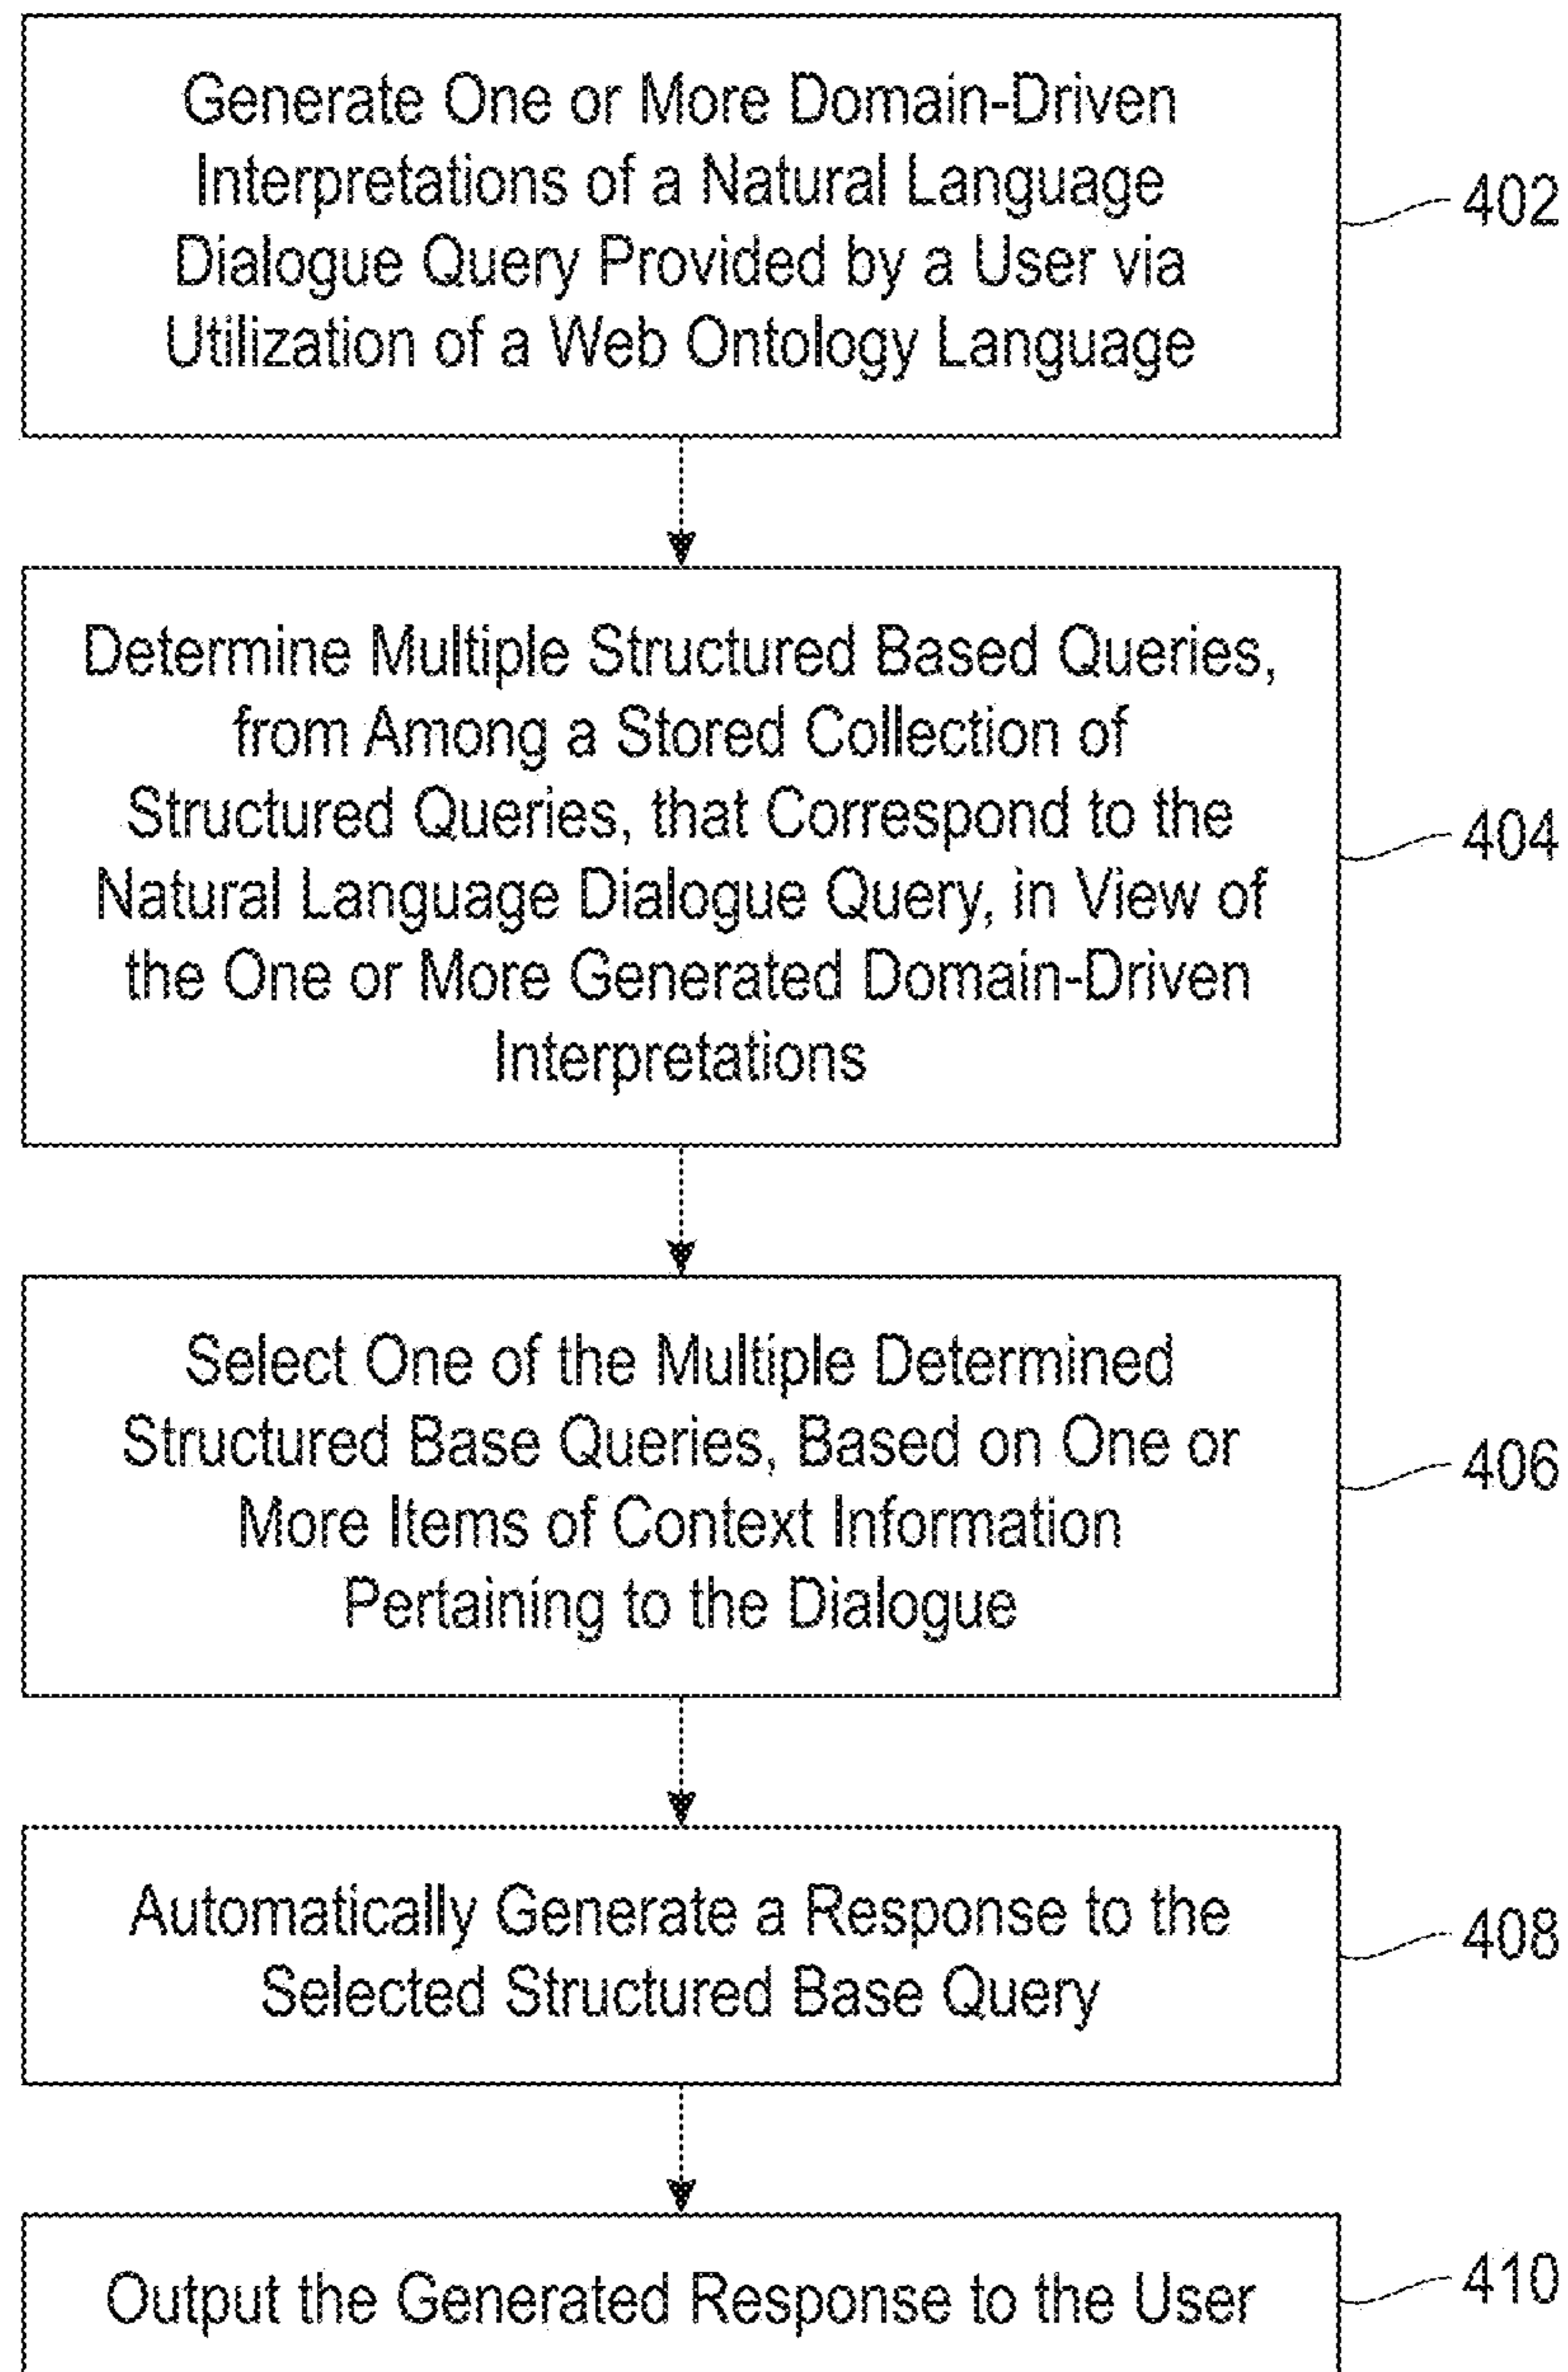 Generate One or More Domain-Driven
Interpretations of a Natural Language
Dialogue Query Provided by a User via
Utilization of a Web Ontology Language
402
Determine Multiple Structured Based Queries,
from Among a Stored Collection of
Structured Queries, that Correspond to the
Natural Language Dialogue Query, in View of
the One or More Generated Domain-Driven
Interpretations
404
Select One of the Multiple Determined
Structured Base Queries, Based on One or
More Items of Context Information
Pertaining to the Dialogue
406
Automatically Generate a Response to the
Selected Structured Base Query
408
Output the Generated Response to the User
410